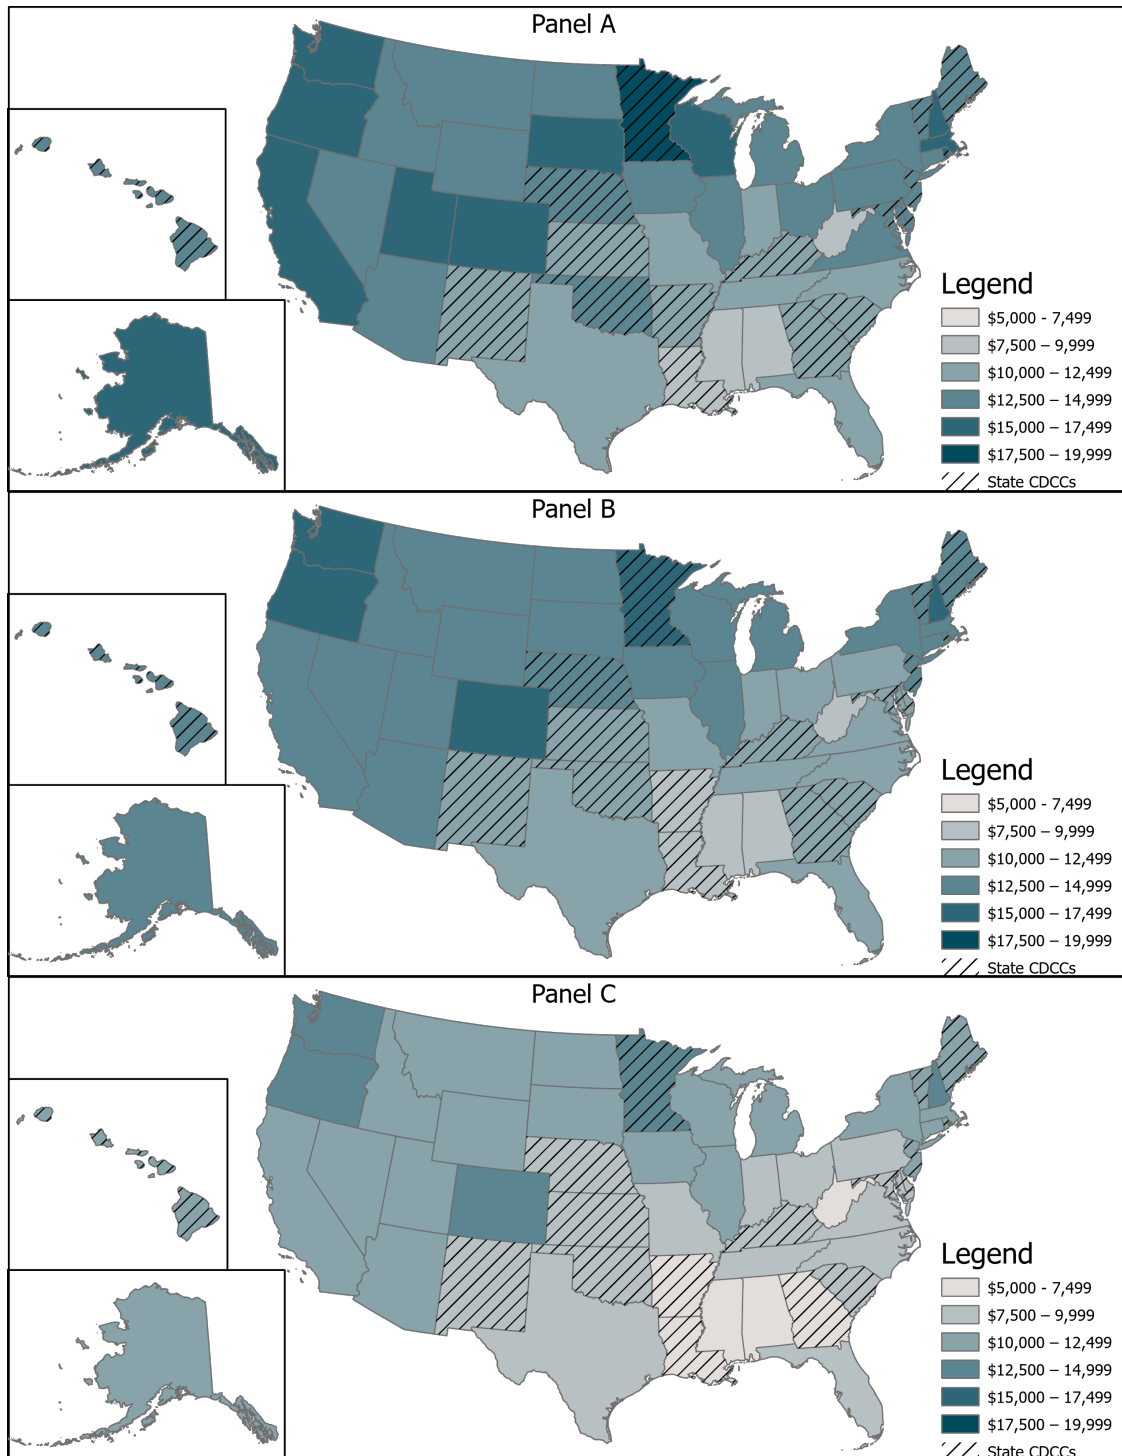 Panel A
Legend
$5,000 - 7,499
$7,500 – 9,999
$10,000 – 12,499
$12,500 – 14,999
$15,000 – 17,499
$17,500 – 19,999
State CDCCs
Panel B
Legend
$5,000 - 7,499
$7,500 – 9,999
$10,000 – 12,499
$12,500 – 14,999
$15,000 – 17,499
$17,500 – 19,999
State CDCCs
Panel C
Legend
$5,000 - 7,499
$7,500 – 9,999
$10,000 – 12,499
$12,500 – 14,999
$15,000 – 17,499
$17,500 – 19,999
State CDCCs